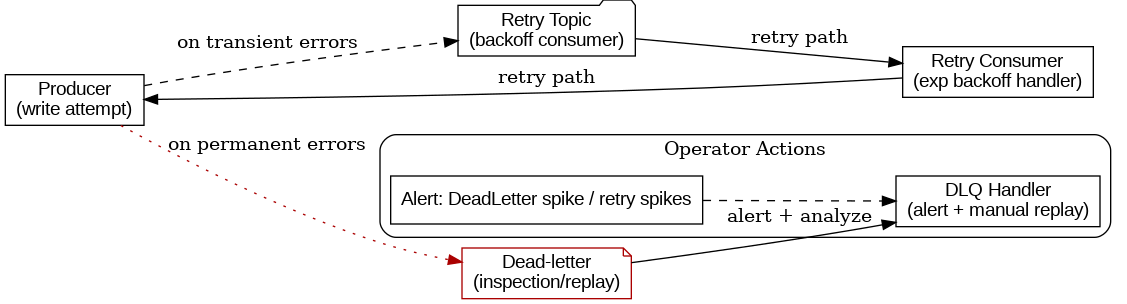 Retry Topic
(backoff consumer)
on transient errors
retry path
Retry Consumer
(exp backoff handler)
retry path
Producer
(write attempt)
on permanent errors
Operator Actions
Alert: DeadLetter spike / retry spikes
DLQ Handler
(alert + manual replay)
alert + analyze
Dead-letter
(inspection/replay)